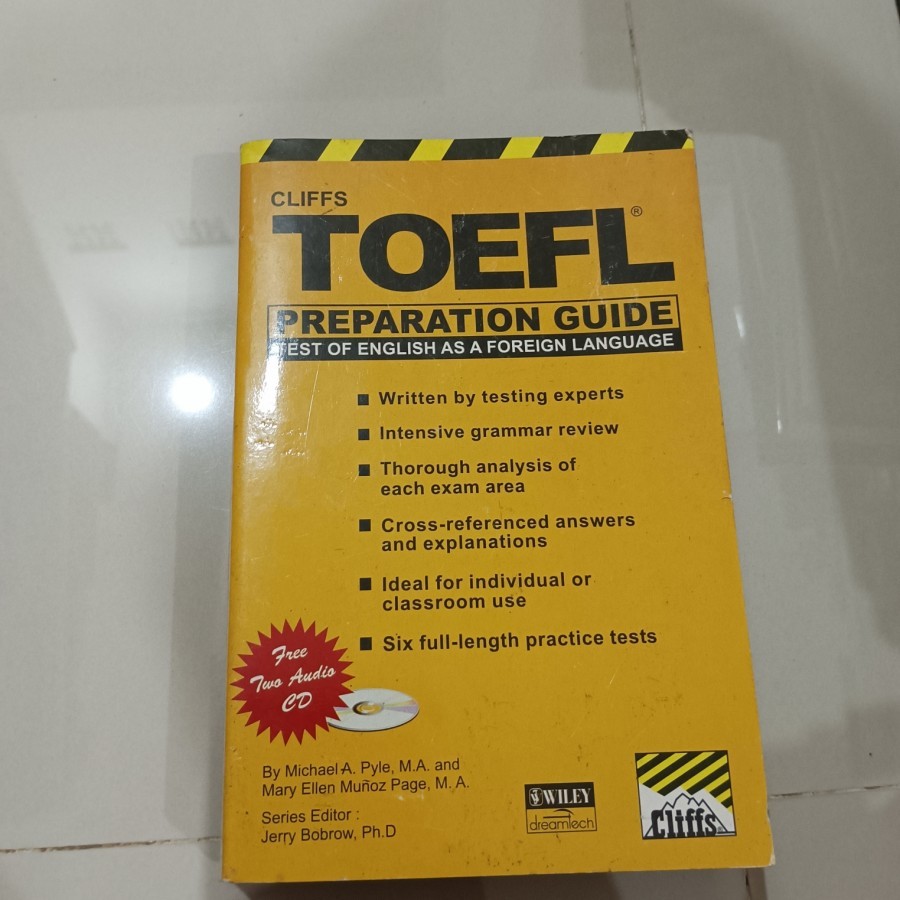 CLIFFS
TOEFL®
PREPARATION GUIDE
TEST OF ENGLISH AS A FOREIGN LANGUAGE
■ Written by testing experts
■ Intensive grammar review
■ Thorough analysis of
each exam area
■ Cross-referenced answers
and explanations
■ Ideal for individual or
classroom use
■ Six full-length practice tests
Free
Two Audio
CD
By Michael A. Pyle, M.A. and
Mary Ellen Muñoz Page, M. A.
Series Editor :
Jerry Bobrow, Ph.D
WILEY
dreamtech
Cliffs